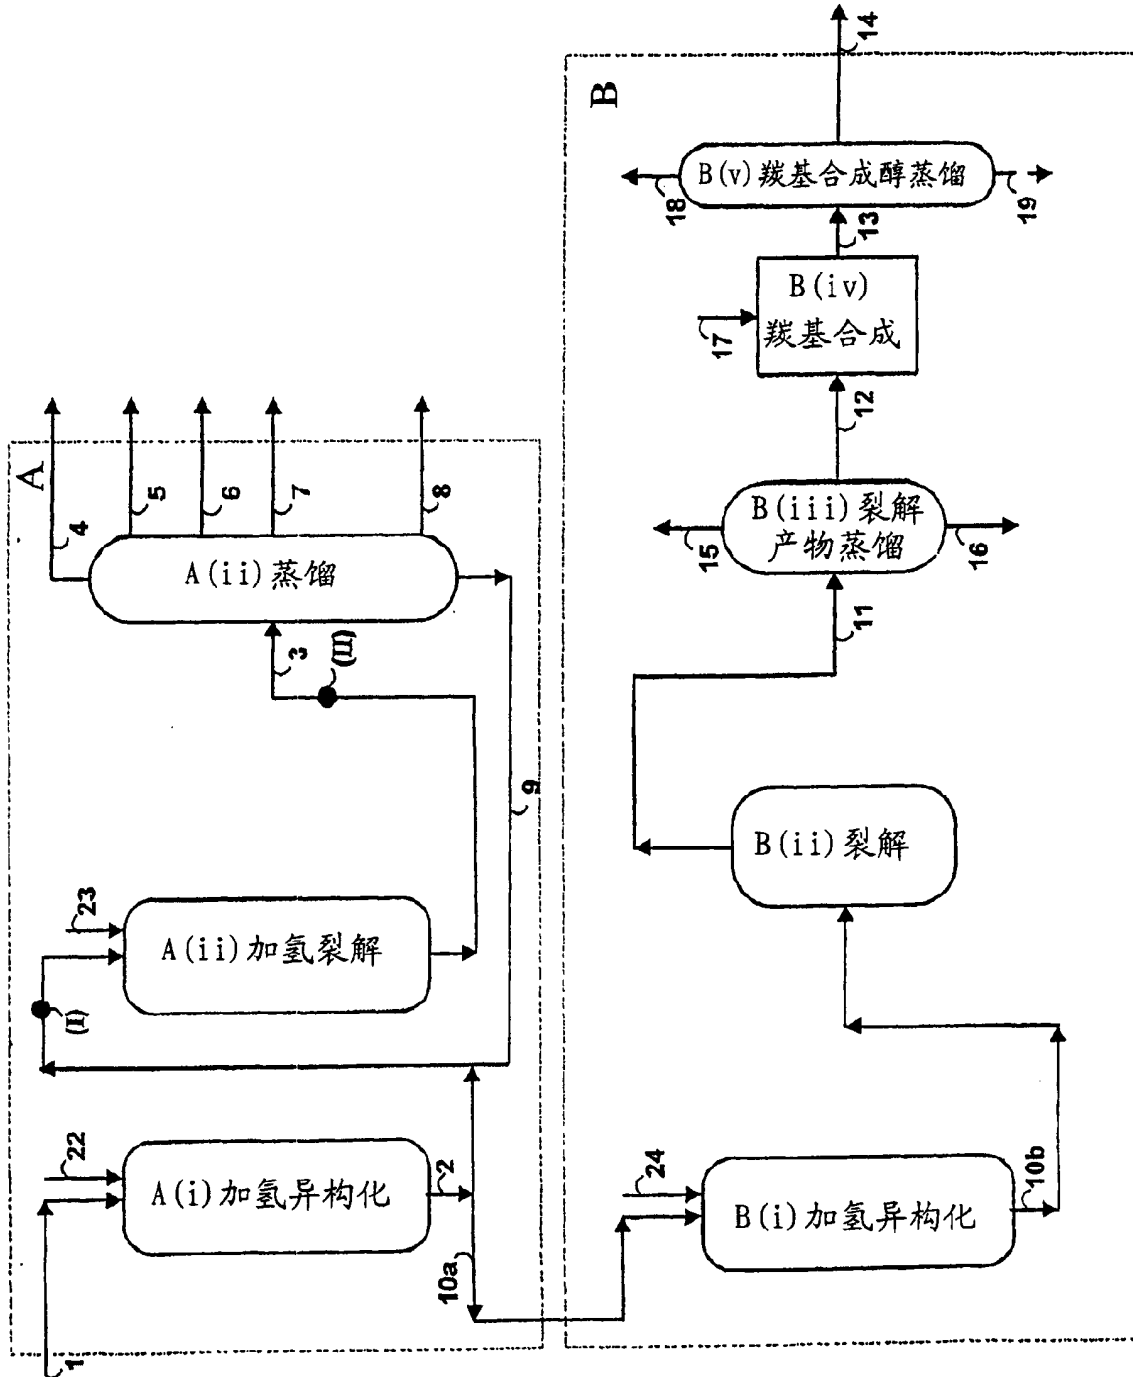 A
4
5
6
7
8
A(ii)蒸馏
3
(II)
9
23
A(ii)加氢裂解
(I)
22
A(i)加氢异构化
2
10a
1
14
B
B(v)羰基合成醇蒸馏
18
19
13
B(iv)
羰基合成
17
12
B(iii)裂解
产物蒸馏
15
16
11
B(ii)裂解
24
B(i)加氢异构化
10b